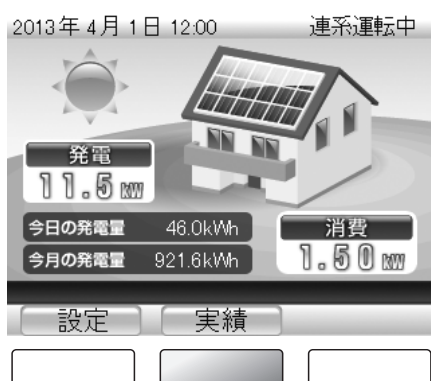 2013年 4月 1日 12:00 連系運転中
発電
11.5 kW
今日の発電量 46.0kWh
今月の発電量 921.6kWh
消費
1.50 kW
設定 実績